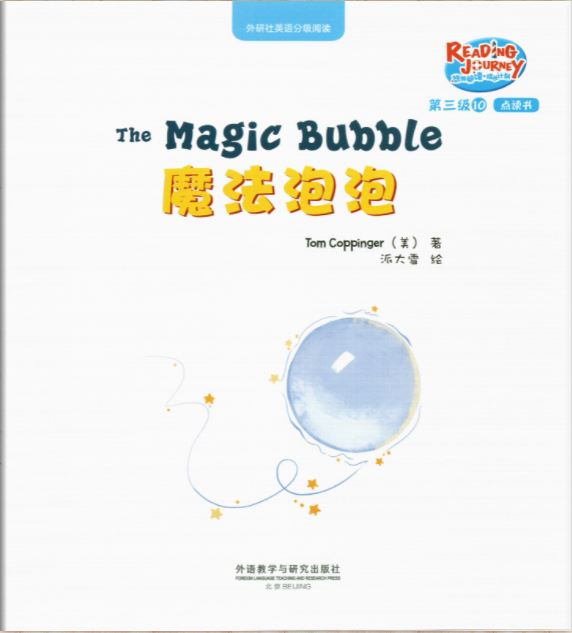 外研社英语分级阅读
READING
JOURNEY
第三级10 点读书
The Magic Bubble
魔法泡泡
Tom Coppinger（美） 著
派大雪 绘
外语教学与研究出版社
FOREIGN LANGUAGE TEACHING AND RESEARCH PRESS
北京 BEIJING